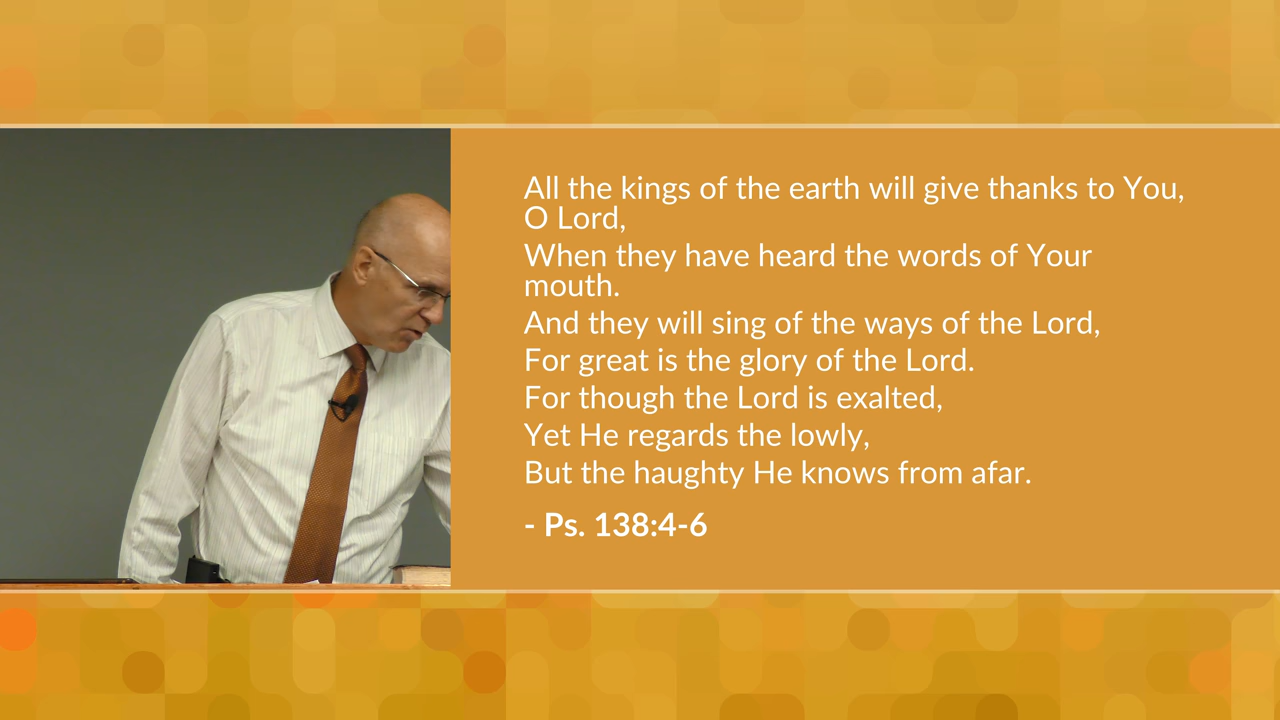 All the kings of the earth will give thanks to You,
O Lord,
When they have heard the words of Your
mouth.
And they will sing of the ways of the Lord,
For great is the glory of the Lord.
For though the Lord is exalted,
Yet He regards the lowly,
But the haughty He knows from afar.
- Ps. 138:4-6